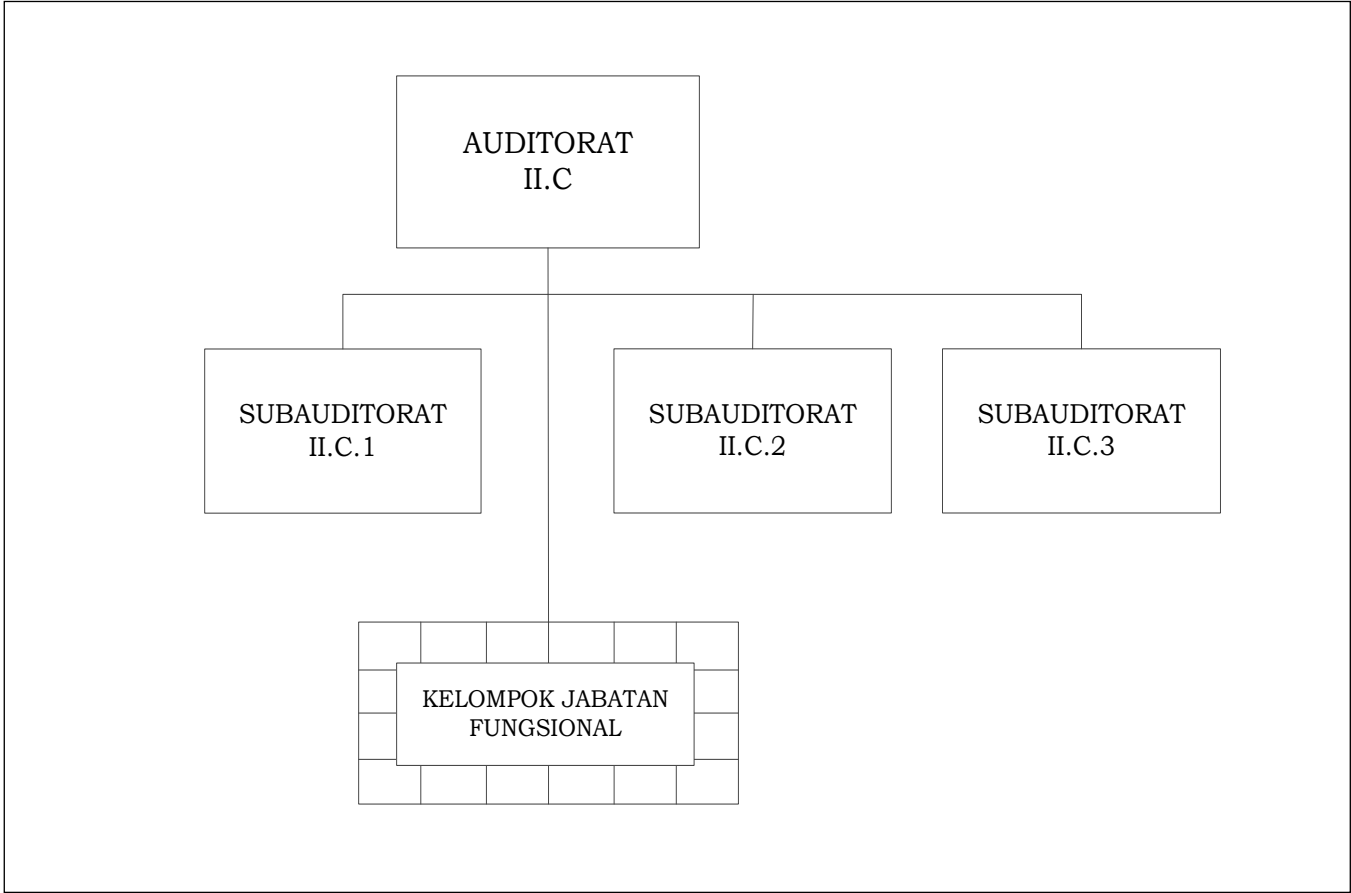 AUDITORAT
II.C
SUBAUDITORAT
II.C.1
SUBAUDITORAT
II.C.2
SUBAUDITORAT
II.C.3
KELOMPOK JABATAN
FUNGSIONAL